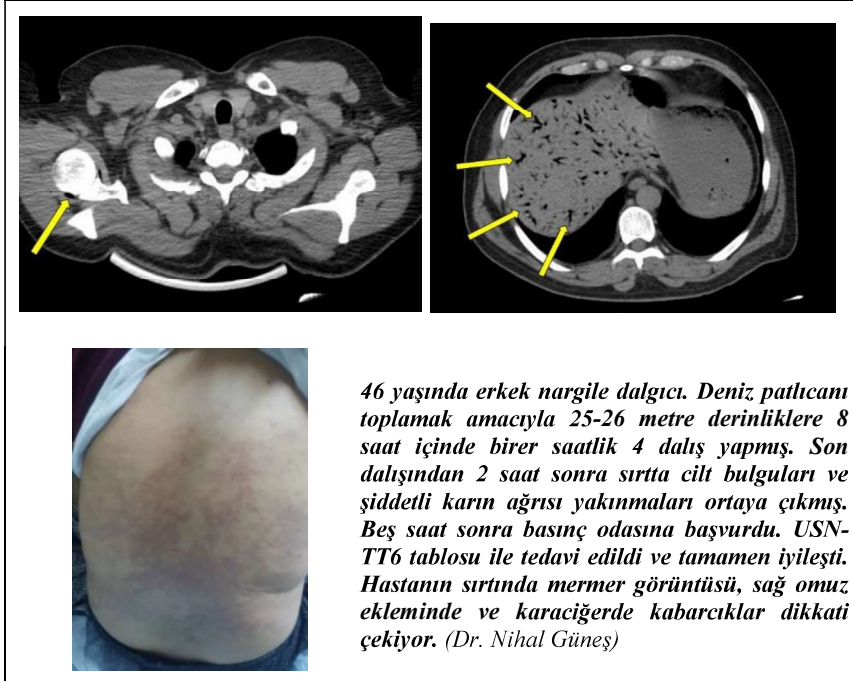 46 yaşında erkek nargile dalgıcı. Deniz patlıcanı
toplamak amacıyla 25-26 metre derinliklere 8
saat içinde birer saatlik 4 dalış yapmış. Son
dalışından 2 saat sonra sırtta cilt bulguları ve
şiddetli karın ağrısı yakınmaları ortaya çıkmış.
Beş saat sonra basınç odasına başvurdu. USN-
TT6 tablosu ile tedavi edildi ve tamamen iyileşti.
Hastanın sırtında mermer görüntüsü, sağ omuz
ekleminde ve karaciğerde kabarcıklar dikkati
çekiyor. (Dr. Nihal Güneş)